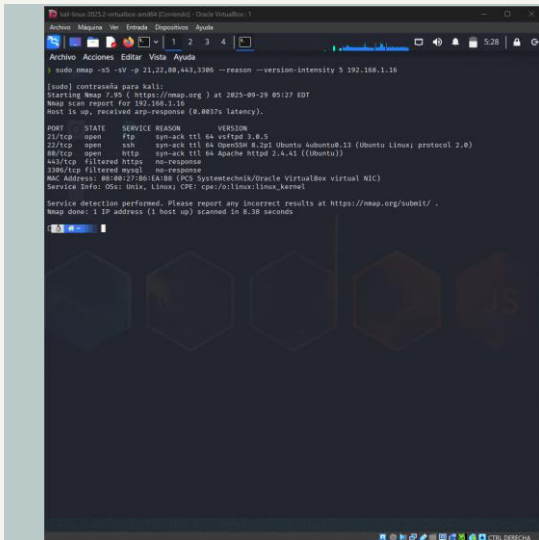 kali-linux-2025.2-virtualbox-amd64 [Corriendo] - Oracle VirtualBox : 1
Archivo Máquina Ver Entrada Dispositivos Ayuda
1 2 3 4 5:28
Archivo Acciones Editar Vista Ayuda
sudo nmap -sS -sV -p 21,22,80,443,3306 --reason --version-intensity 5 192.168.1.16
[sudo] contraseña para kali:
Starting Nmap 7.95 ( https://nmap.org ) at 2025-09-29 05:27 EDT
Nmap scan report for 192.168.1.16
Host is up, received arp-response (0.0037s latency).
PORT STATE SERVICE REASON VERSION
21/tcp open ftp syn-ack ttl 64 vsftpd 3.0.5
22/tcp open ssh syn-ack ttl 64 OpenSSH 8.2p1 Ubuntu 4ubuntu0.13 (Ubuntu Linux; protocol 2.0)
80/tcp open http syn-ack ttl 64 Apache httpd 2.4.41 ((Ubuntu))
443/tcp filtered https no-response
3306/tcp filtered mysql no-response
MAC Address: 08:00:27:B6:EA:B8 (PCS Systemtechnik/Oracle VirtualBox virtual NIC)
Service Info: OSs: Unix, Linux; CPE: cpe:/o:linux:linux_kernel
Service detection performed. Please report any incorrect results at https://nmap.org/submit/ .
Nmap done: 1 IP address (1 host up) scanned in 8.38 seconds
JS
CTRL DERECHA